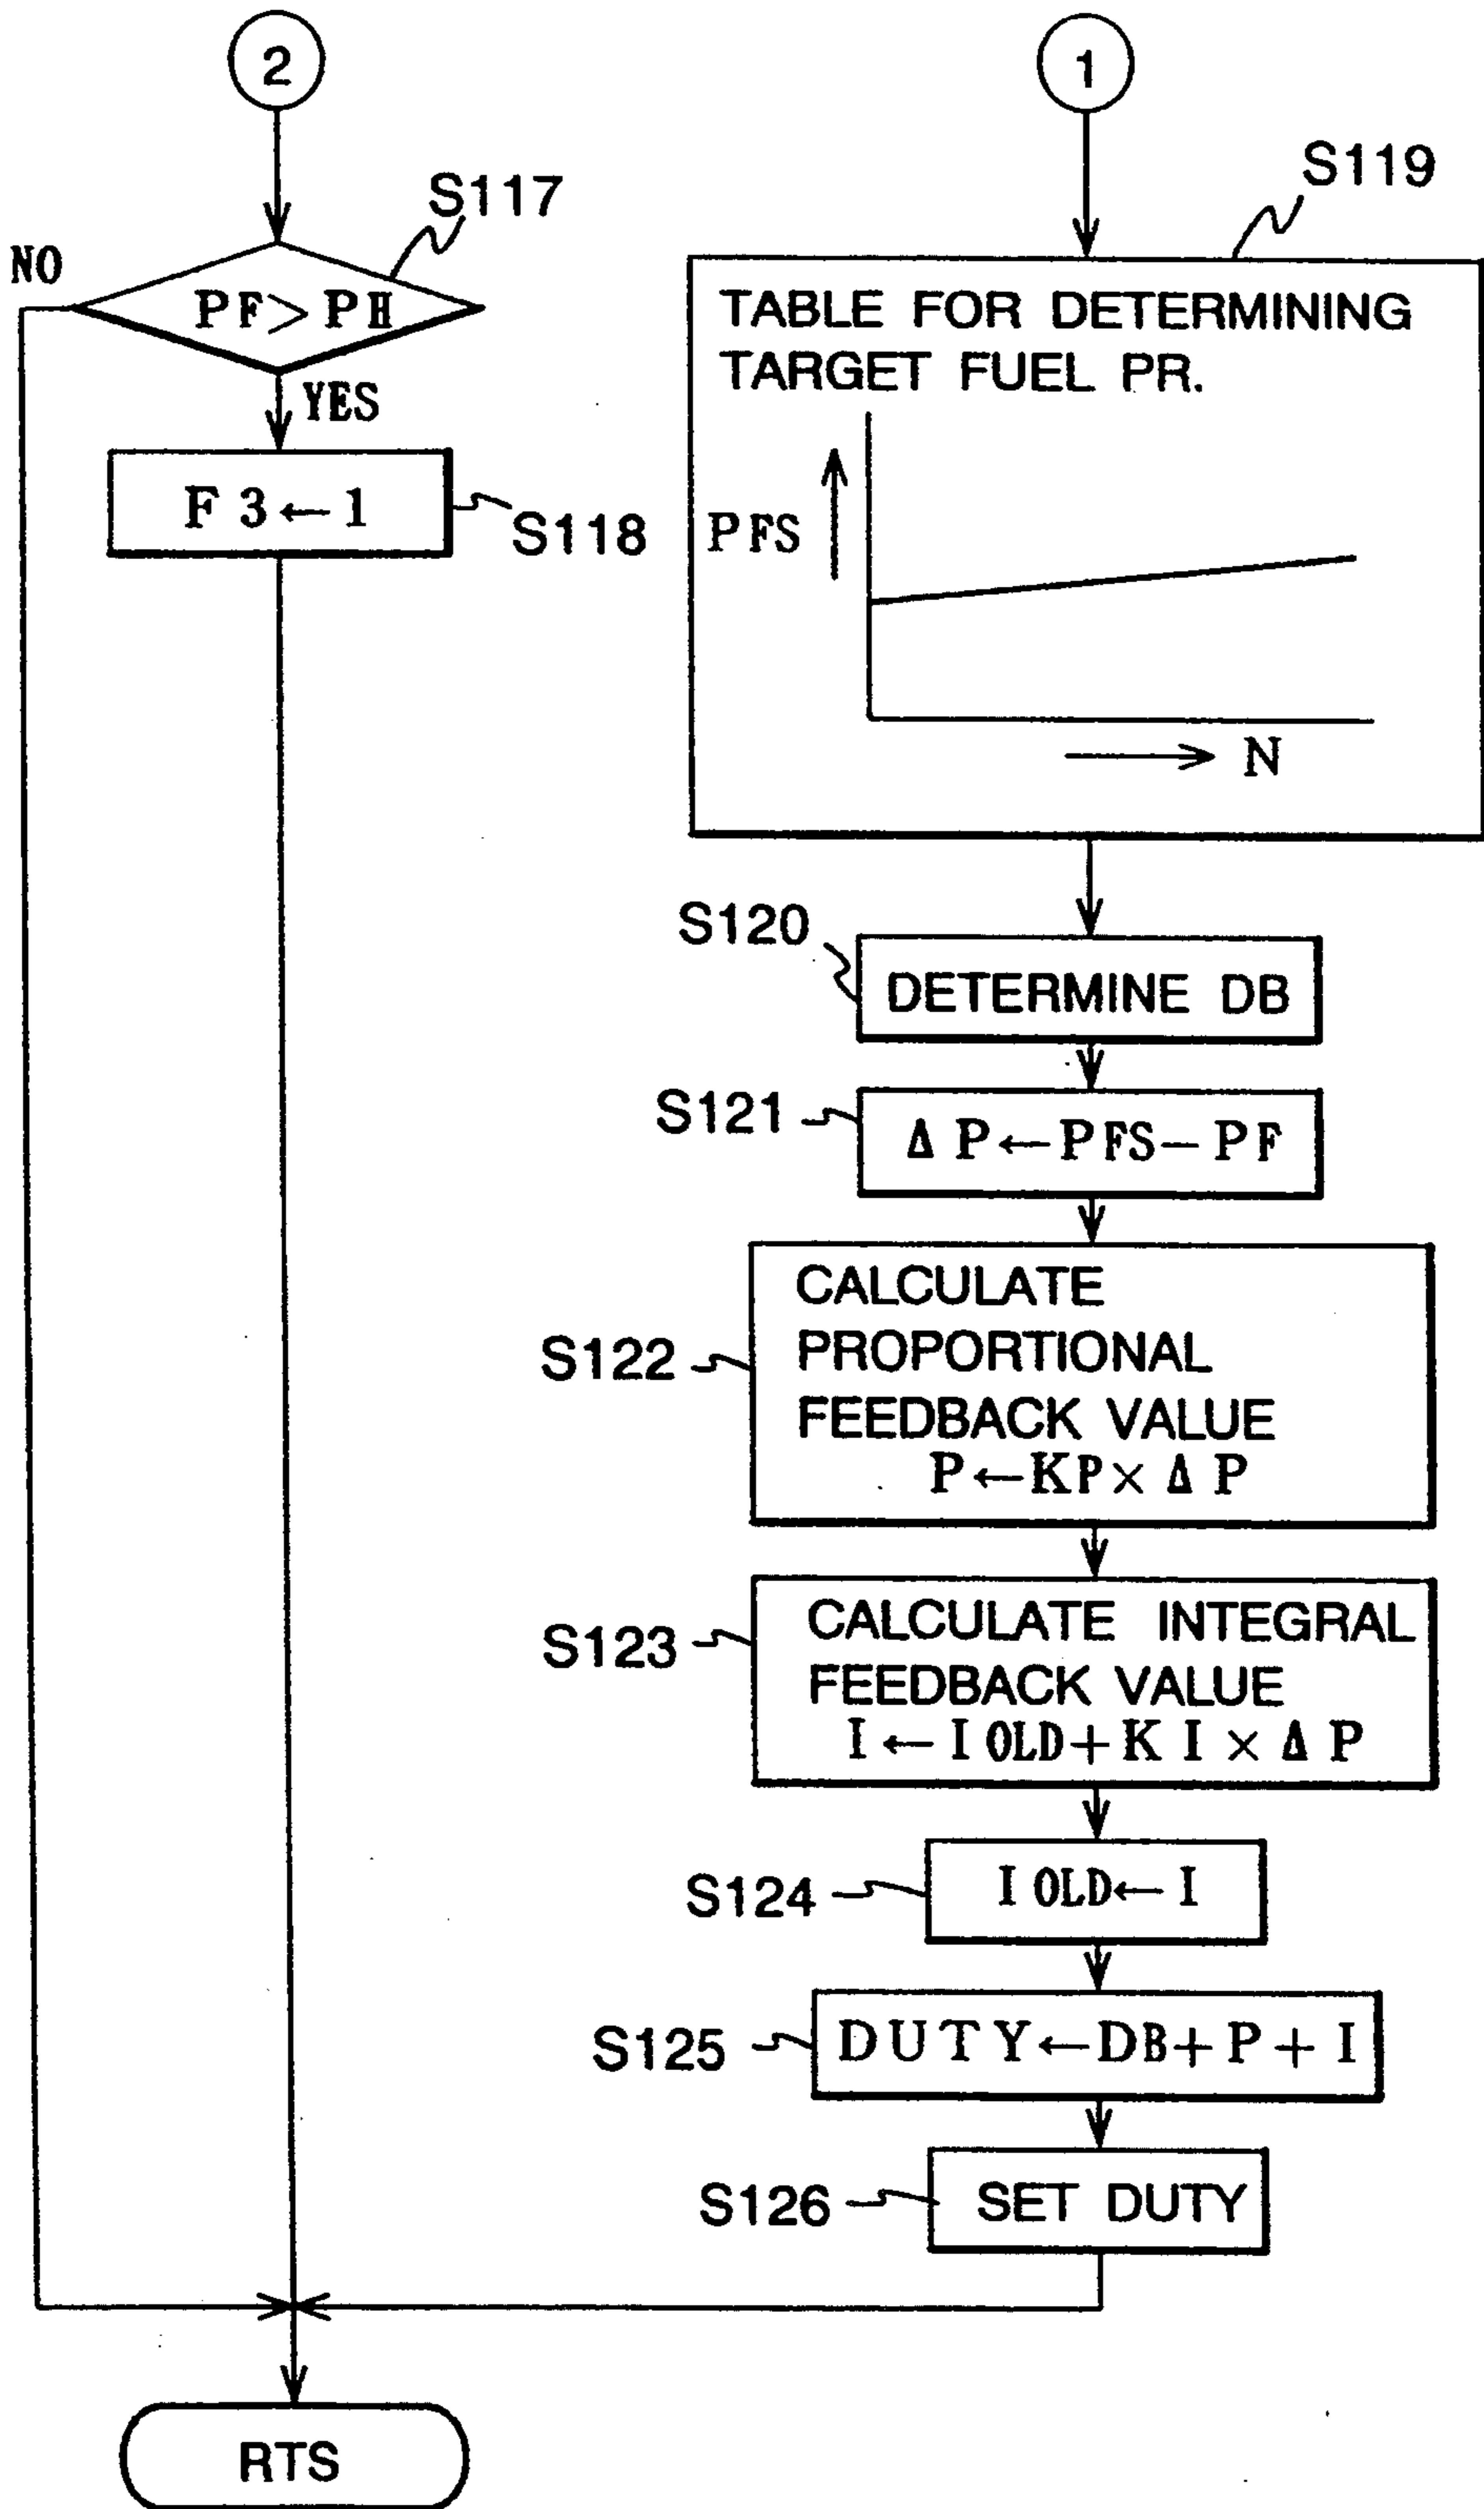 2
S117
NO
PF>PH
YES
F3←1
S118
1
S119
TABLE FOR DETERMINING
TARGET FUEL PR.
PFS
N
S120
DETERMINE DB
S121
ΔP←PFS−PF
S122
CALCULATE
PROPORTIONAL
FEEDBACK VALUE
P←KP×ΔP
S123
CALCULATE INTEGRAL
FEEDBACK VALUE
I←IOLD+KI×ΔP
S124
IOLD←I
S125
DUTY←DB+P+I
S126
SET DUTY
RTS